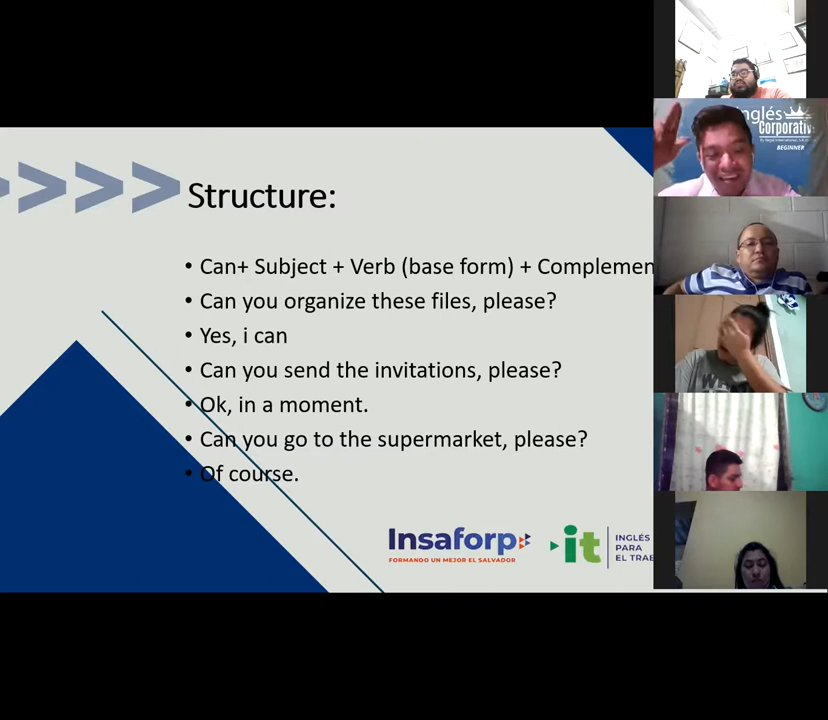 Structure:
• Can+ Subject + Verb (base form) + Complemen
• Can you organize these files, please?
• Yes, i can
• Can you send the invitations, please?
• Ok, in a moment.
• Can you go to the supermarket, please?
• Of course.
Insaforp
FORMANDO UN MEJOR EL SALVADOR
it
INGLÉS
PARA
EL TRAB
nglés
Corporativ
BEGINNER